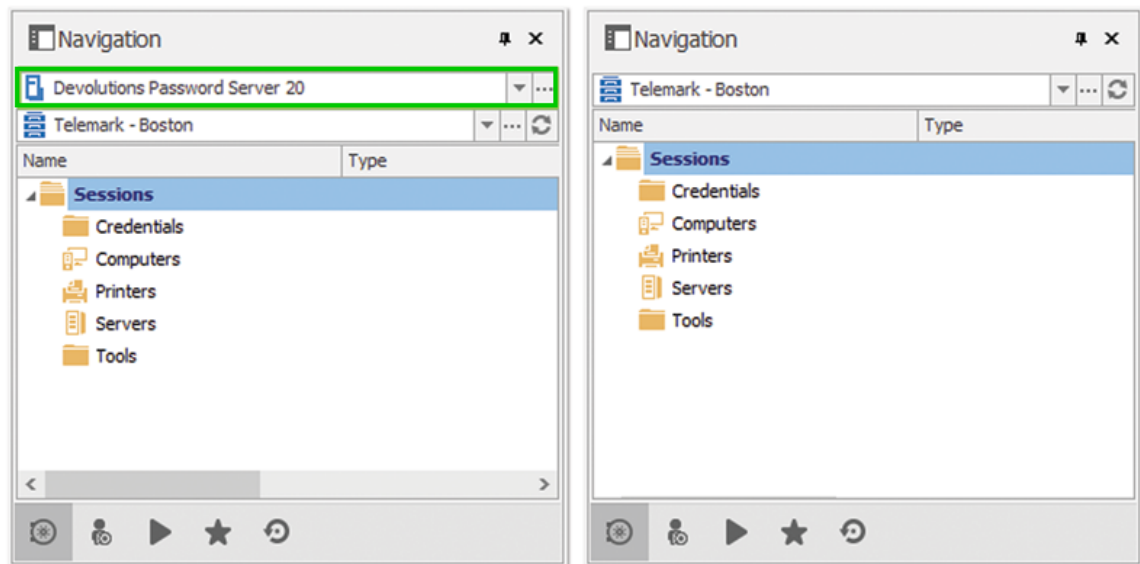 Navigation
Devolutions Password Server 20
Telemark - Boston
Name Type
Sessions
Credentials
Computers
Printers
Servers
Tools
Navigation
Telemark - Boston
Name Type
Sessions
Credentials
Computers
Printers
Servers
Tools